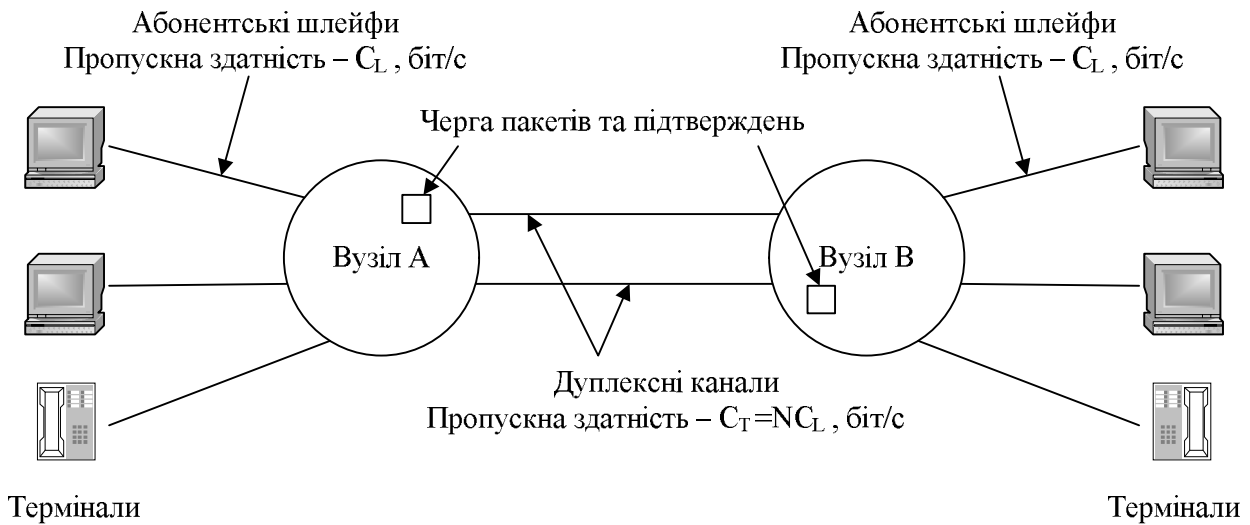 Абонентські шлейфи
Пропускна здатність – C_L , біт/с
Абонентські шлейфи
Пропускна здатність – C_L , біт/с
Черга пакетів та підтверждень
Вузіл А
Вузіл В
Дуплексні канали
Пропускна здатність – C_T=NC_L , біт/с
Термінали
Термінали